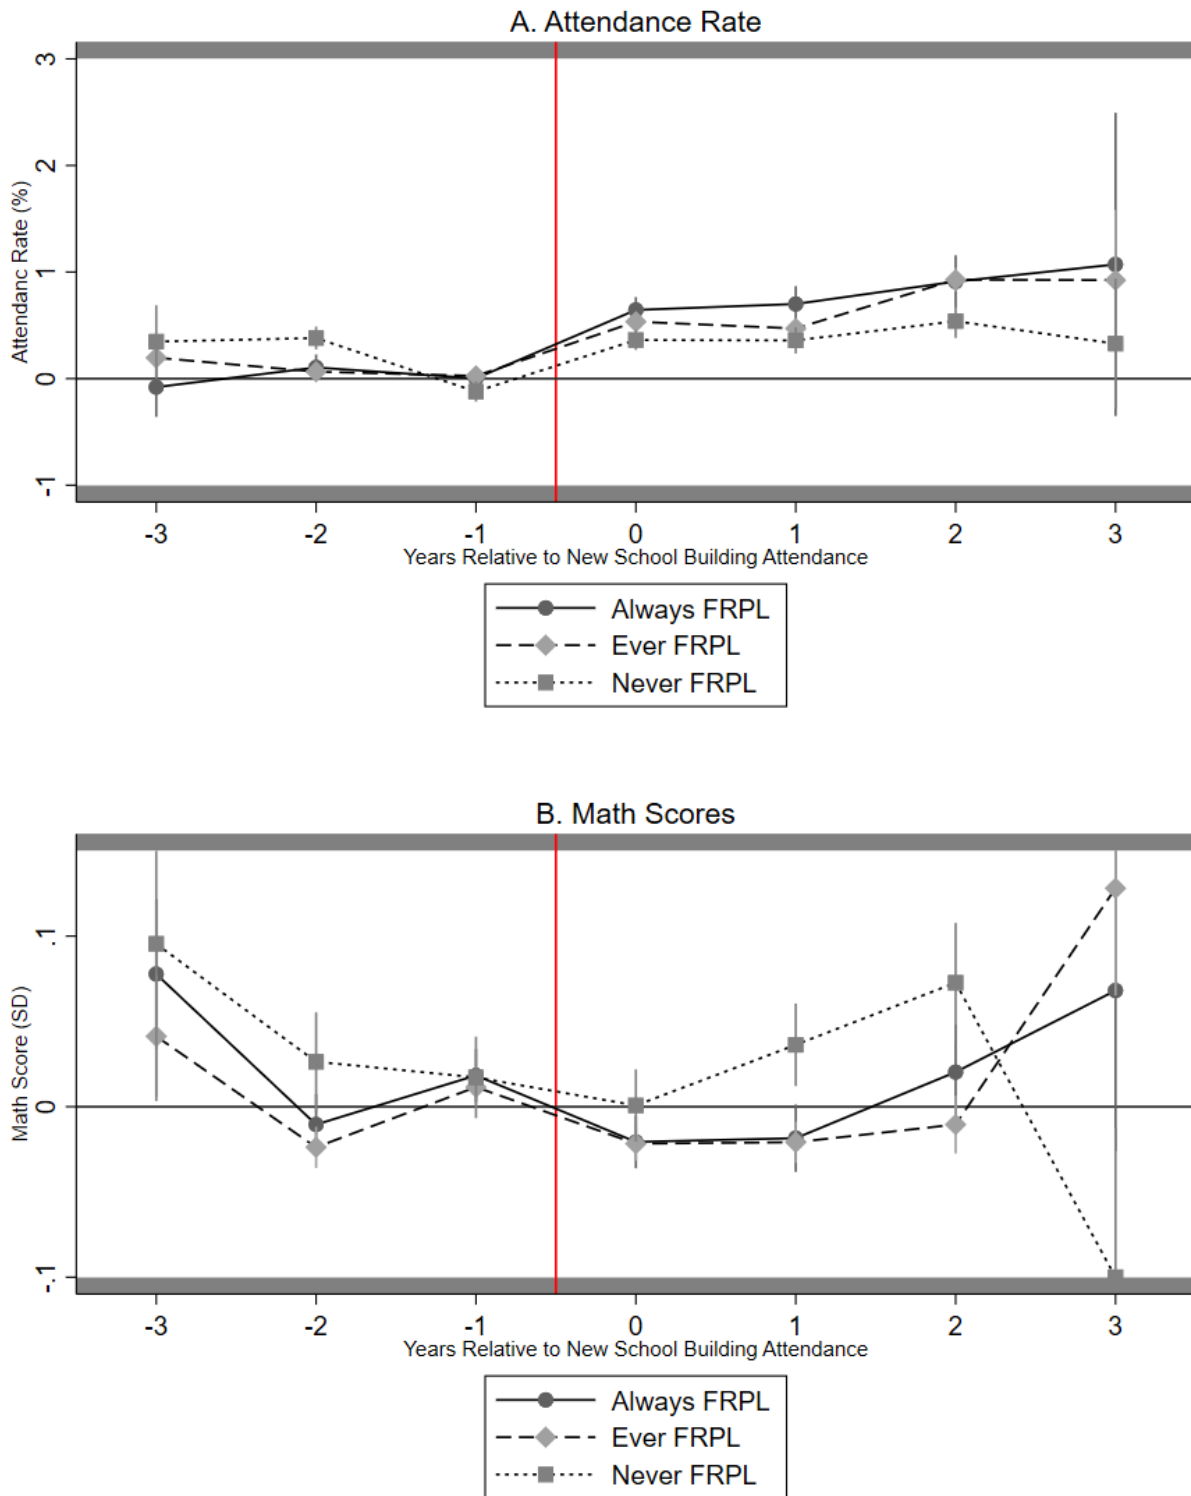 A. Attendance Rate
3
2
1
0
-1
Attendanc Rate (%)
-3 -2 -1 0 1 2 3
Years Relative to New School Building Attendance
Always FRPL
Ever FRPL
Never FRPL
B. Math Scores
.1
0
-.1
Math Score (SD)
-3 -2 -1 0 1 2 3
Years Relative to New School Building Attendance
Always FRPL
Ever FRPL
Never FRPL